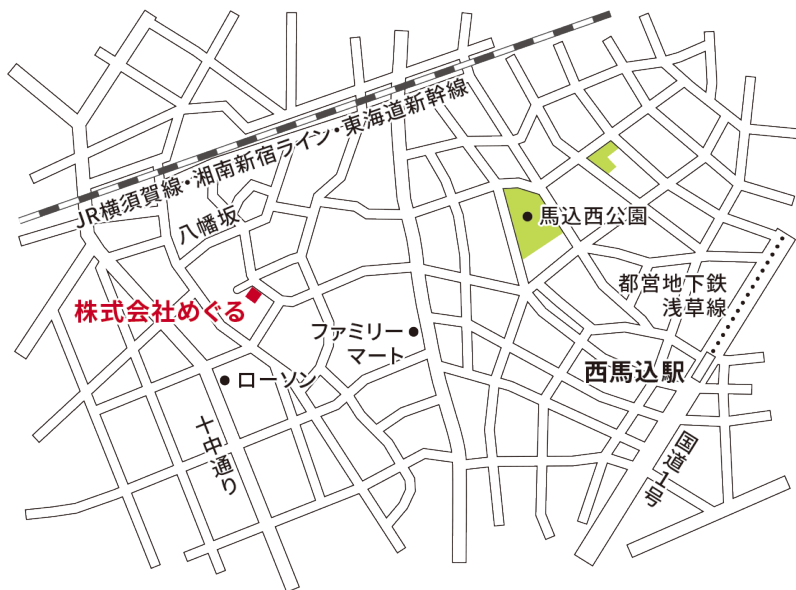 JR横須賀線・湘南新宿ライン・東海道新幹線
八幡坂
馬込西公園
都営地下鉄
浅草線
株式会社めぐる
ファミリー
マート
西馬込駅
ローソン
十中通り
国道1号